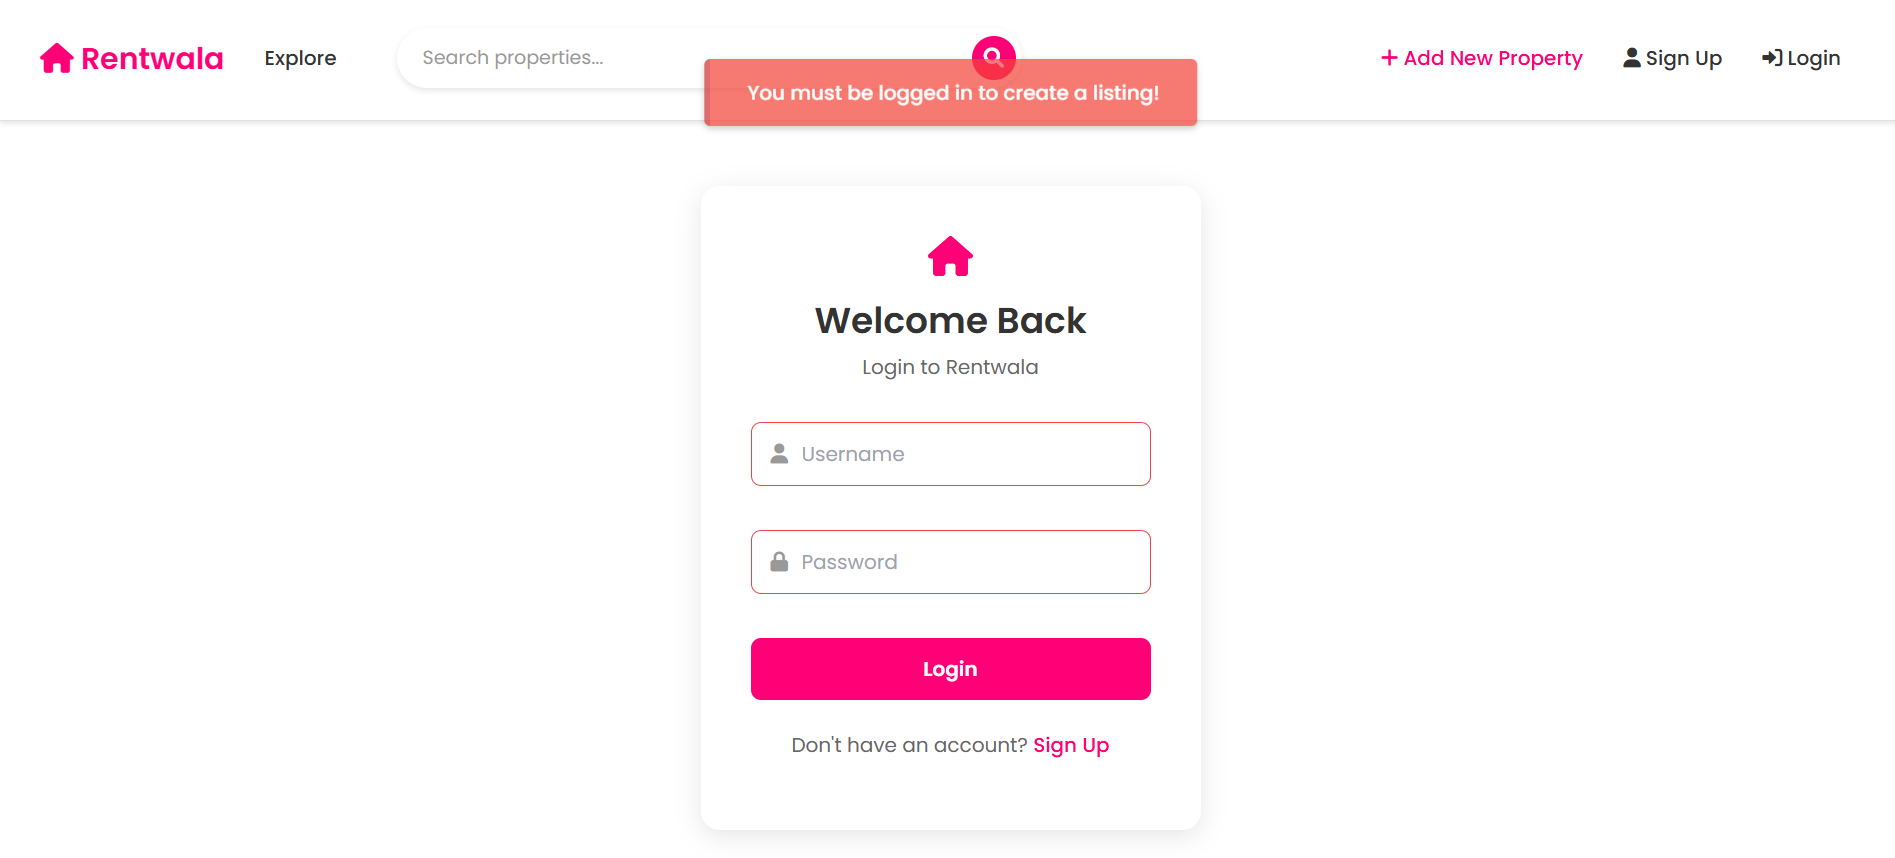 Rentwala
Explore
Search properties...
Add New Property
Sign Up
Login
You must be logged in to create a listing!
Welcome Back
Login to Rentwala
Username
Password
Login
Don't have an account? Sign Up